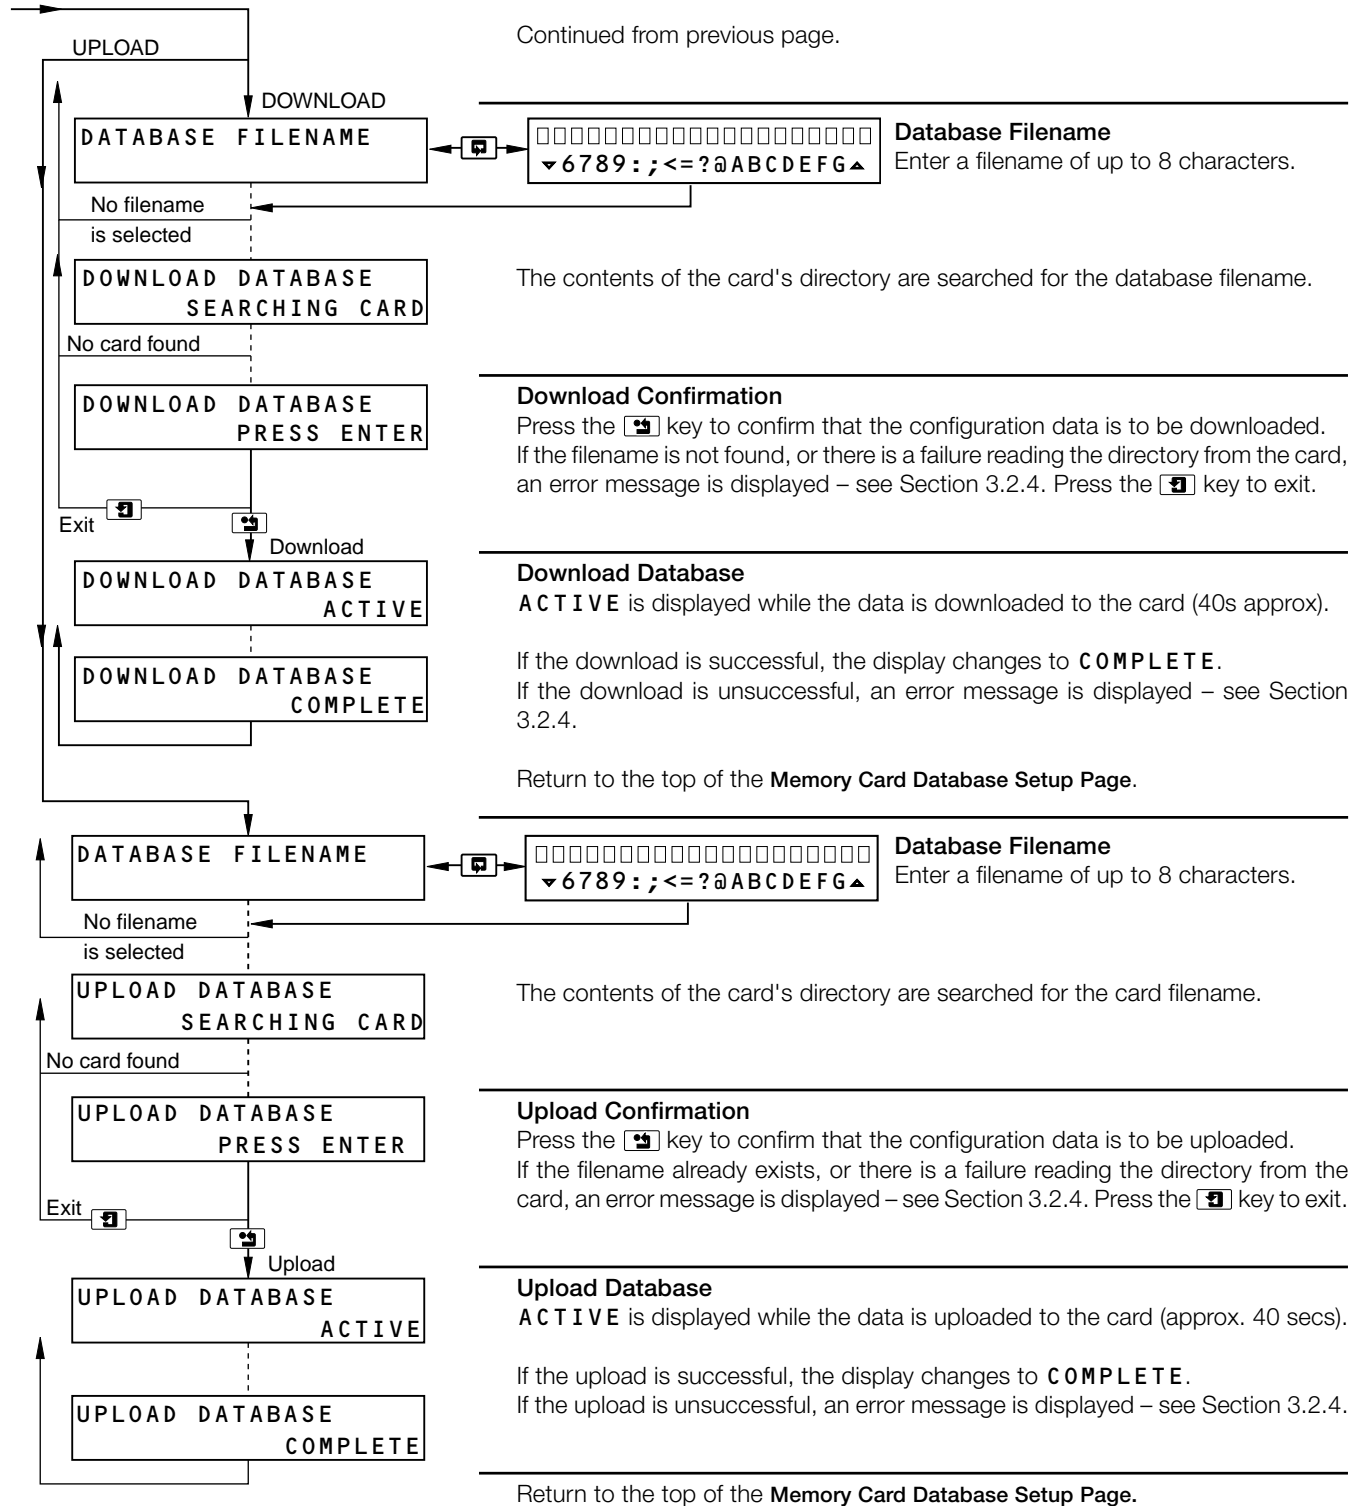 Continued from previous page.
UPLOAD
DOWNLOAD
DATABASE FILENAME
▼6789:;<=?@ABCDEFG▲
Database Filename
Enter a filename of up to 8 characters.
No filename
is selected
DOWNLOAD DATABASE
SEARCHING CARD
The contents of the card's directory are searched for the database filename.
No card found
DOWNLOAD DATABASE
PRESS ENTER
Download Confirmation
Press the key to confirm that the configuration data is to be downloaded.
If the filename is not found, or there is a failure reading the directory from the card,
an error message is displayed – see Section 3.2.4. Press the key to exit.
Exit
Download
DOWNLOAD DATABASE
ACTIVE
Download Database
ACTIVE is displayed while the data is downloaded to the card (40s approx).
DOWNLOAD DATABASE
COMPLETE
If the download is successful, the display changes to COMPLETE.
If the download is unsuccessful, an error message is displayed – see Section
3.2.4.
Return to the top of the Memory Card Database Setup Page.
DATABASE FILENAME
▼6789:;<=?@ABCDEFG▲
Database Filename
Enter a filename of up to 8 characters.
No filename
is selected
UPLOAD DATABASE
SEARCHING CARD
The contents of the card's directory are searched for the card filename.
No card found
UPLOAD DATABASE
PRESS ENTER
Upload Confirmation
Press the key to confirm that the configuration data is to be uploaded.
If the filename already exists, or there is a failure reading the directory from the
card, an error message is displayed – see Section 3.2.4. Press the key to exit.
Exit
Upload
UPLOAD DATABASE
ACTIVE
Upload Database
ACTIVE is displayed while the data is uploaded to the card (approx. 40 secs).
UPLOAD DATABASE
COMPLETE
If the upload is successful, the display changes to COMPLETE.
If the upload is unsuccessful, an error message is displayed – see Section 3.2.4.
Return to the top of the Memory Card Database Setup Page.